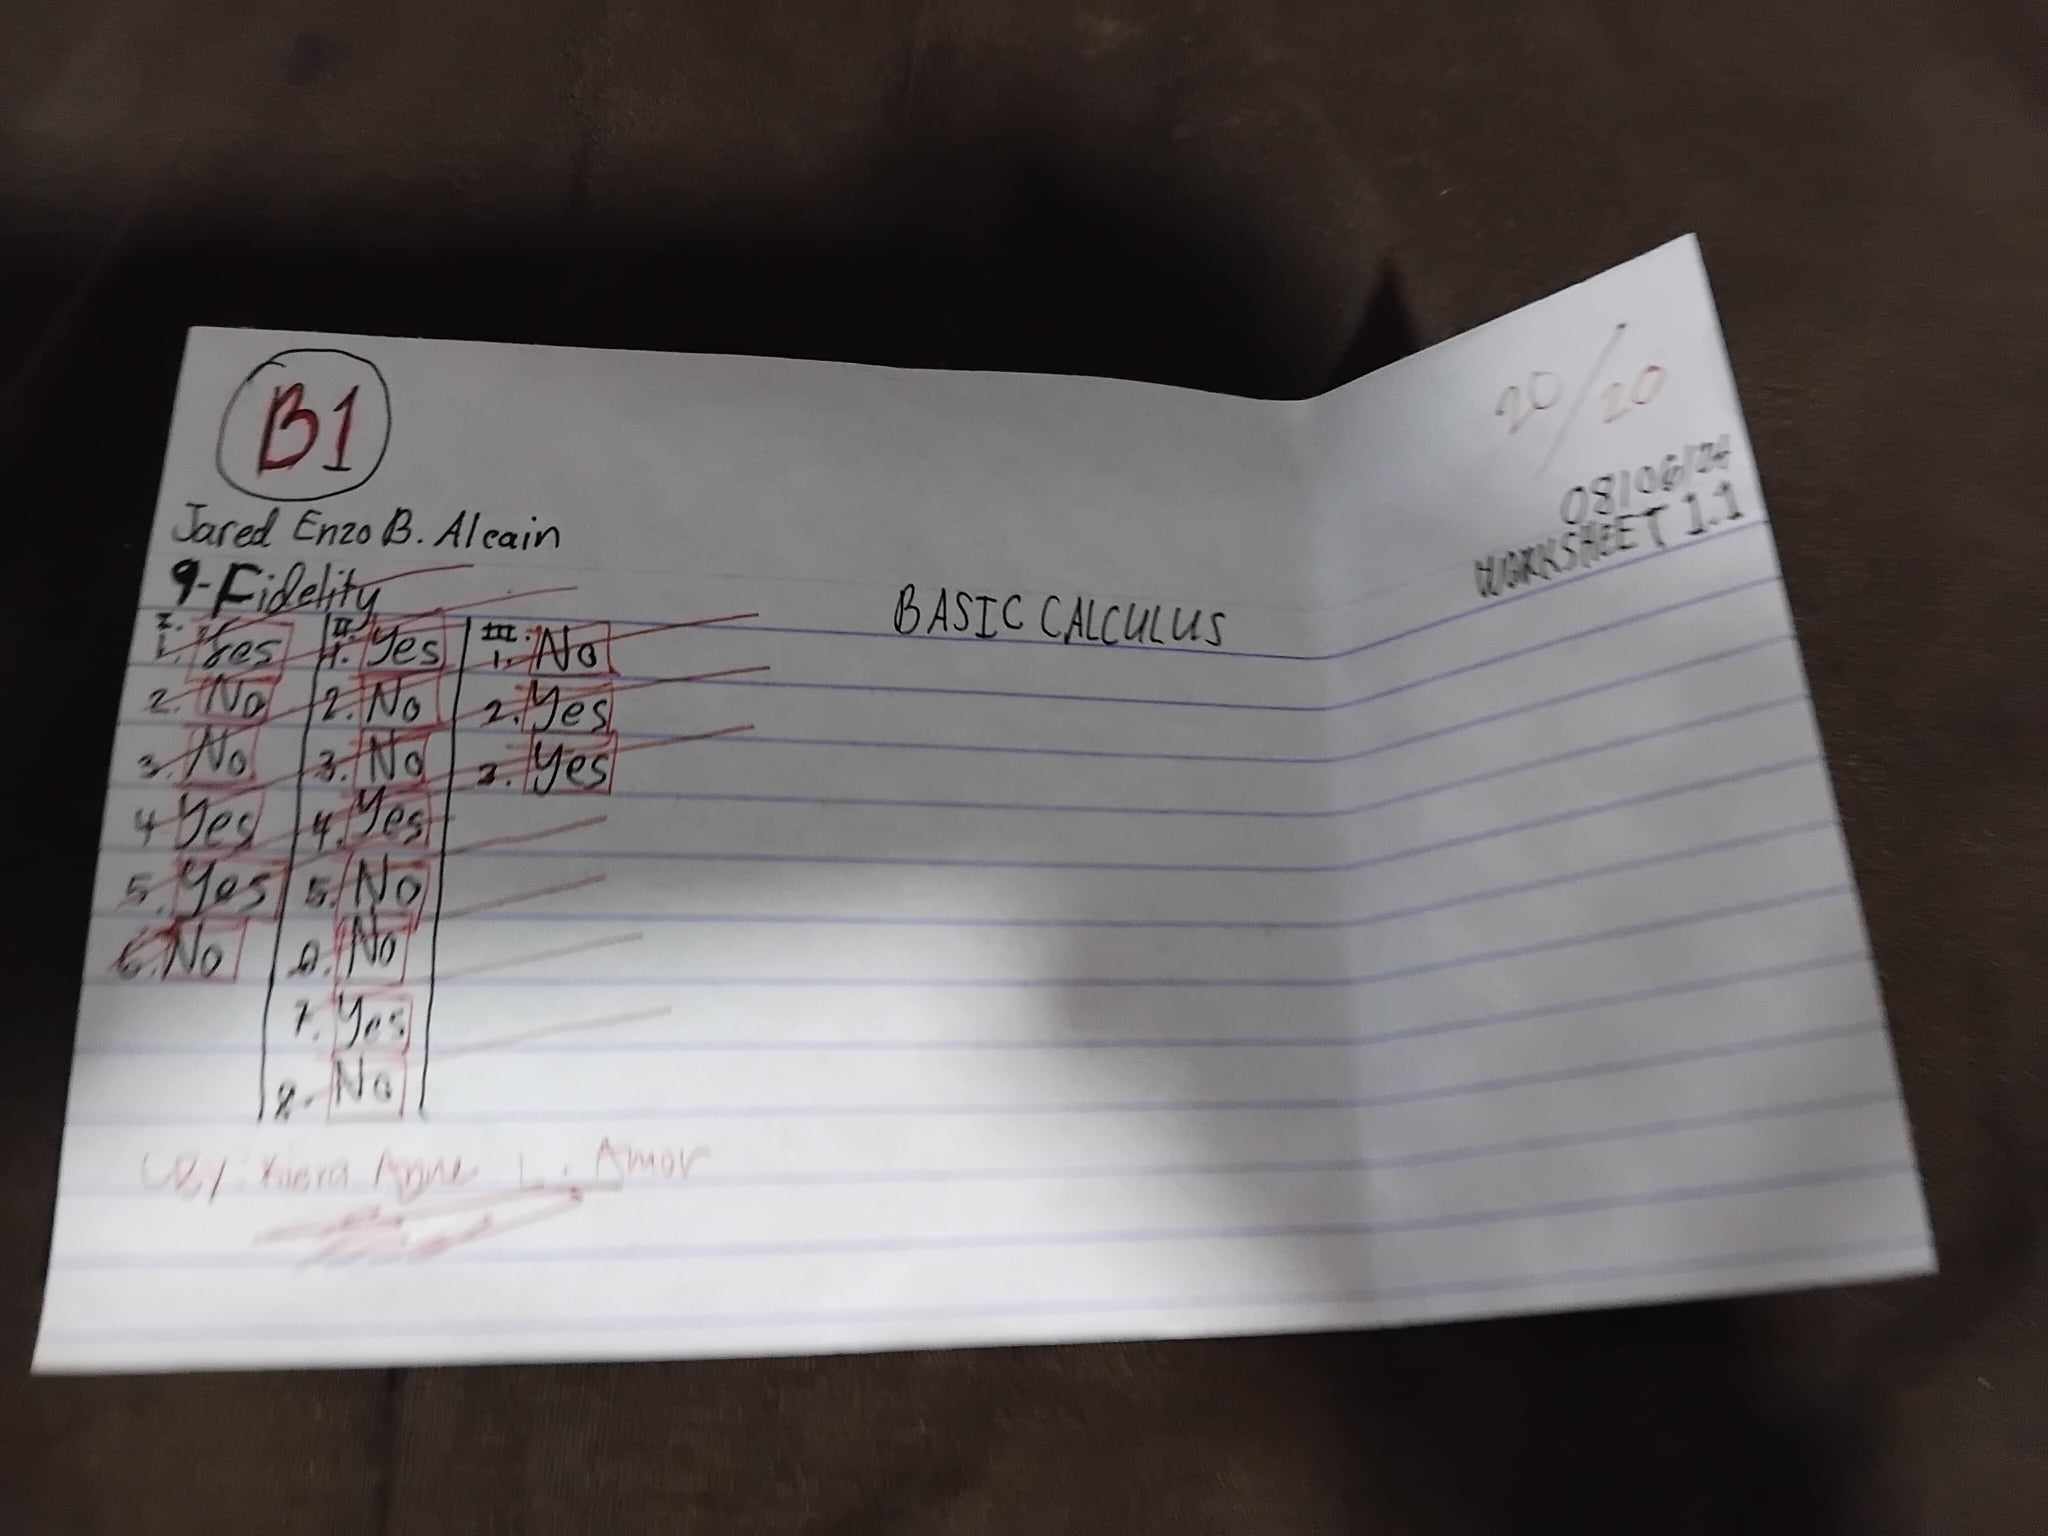 B1
20/20
08/06/24
WORKSHEET 1.1
Jared Enzo B. Alcain
9-Fidelity
BASIC CALCULUS
I.
1. Yes
2. No
3. No
4 Yes
5. Yes
6. No
II.
1. Yes
2. No
3. No
4. Yes
5. No
6. No
7. Yes
8. No
III.
1. No
2. Yes
3. Yes
By: Anne L. Amor